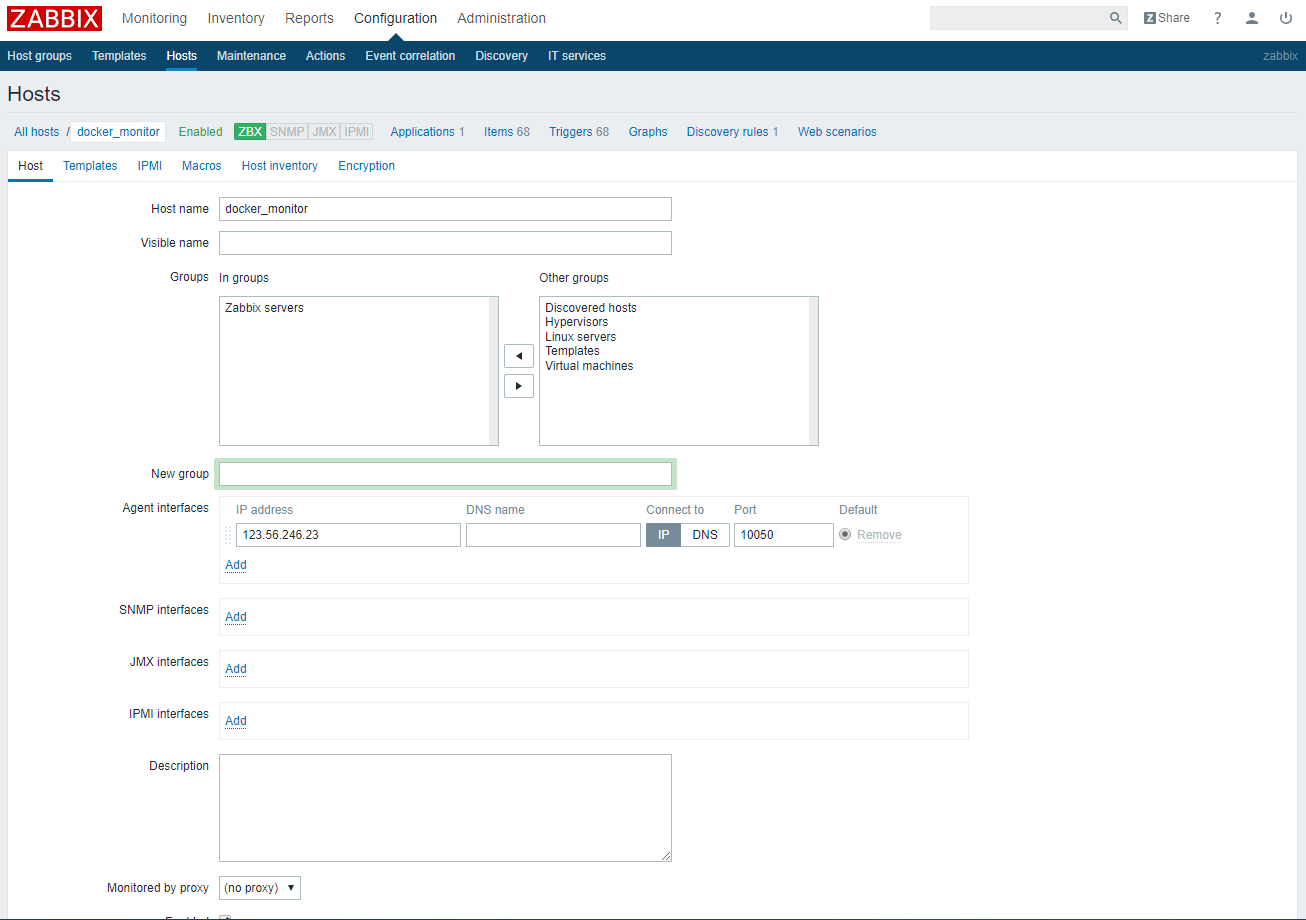 ZABBIX Monitoring Inventory Reports Configuration Administration Z Share ?
Host groups Templates Hosts Maintenance Actions Event correlation Discovery IT services zabbix
Hosts
All hosts / docker_monitor Enabled ZBX SNMP JMX IPMI Applications 1 Items 68 Triggers 68 Graphs Discovery rules 1 Web scenarios
Host Templates IPMI Macros Host inventory Encryption
Host name docker_monitor
Visible name
Groups In groups Other groups
Zabbix servers Discovered hosts
Hypervisors
Linux servers
Templates
Virtual machines
New group
Agent interfaces IP address DNS name Connect to Port Default
123.56.246.23 IP DNS 10050 Remove
Add
SNMP interfaces Add
JMX interfaces Add
IPMI interfaces Add
Description
Monitored by proxy (no proxy)